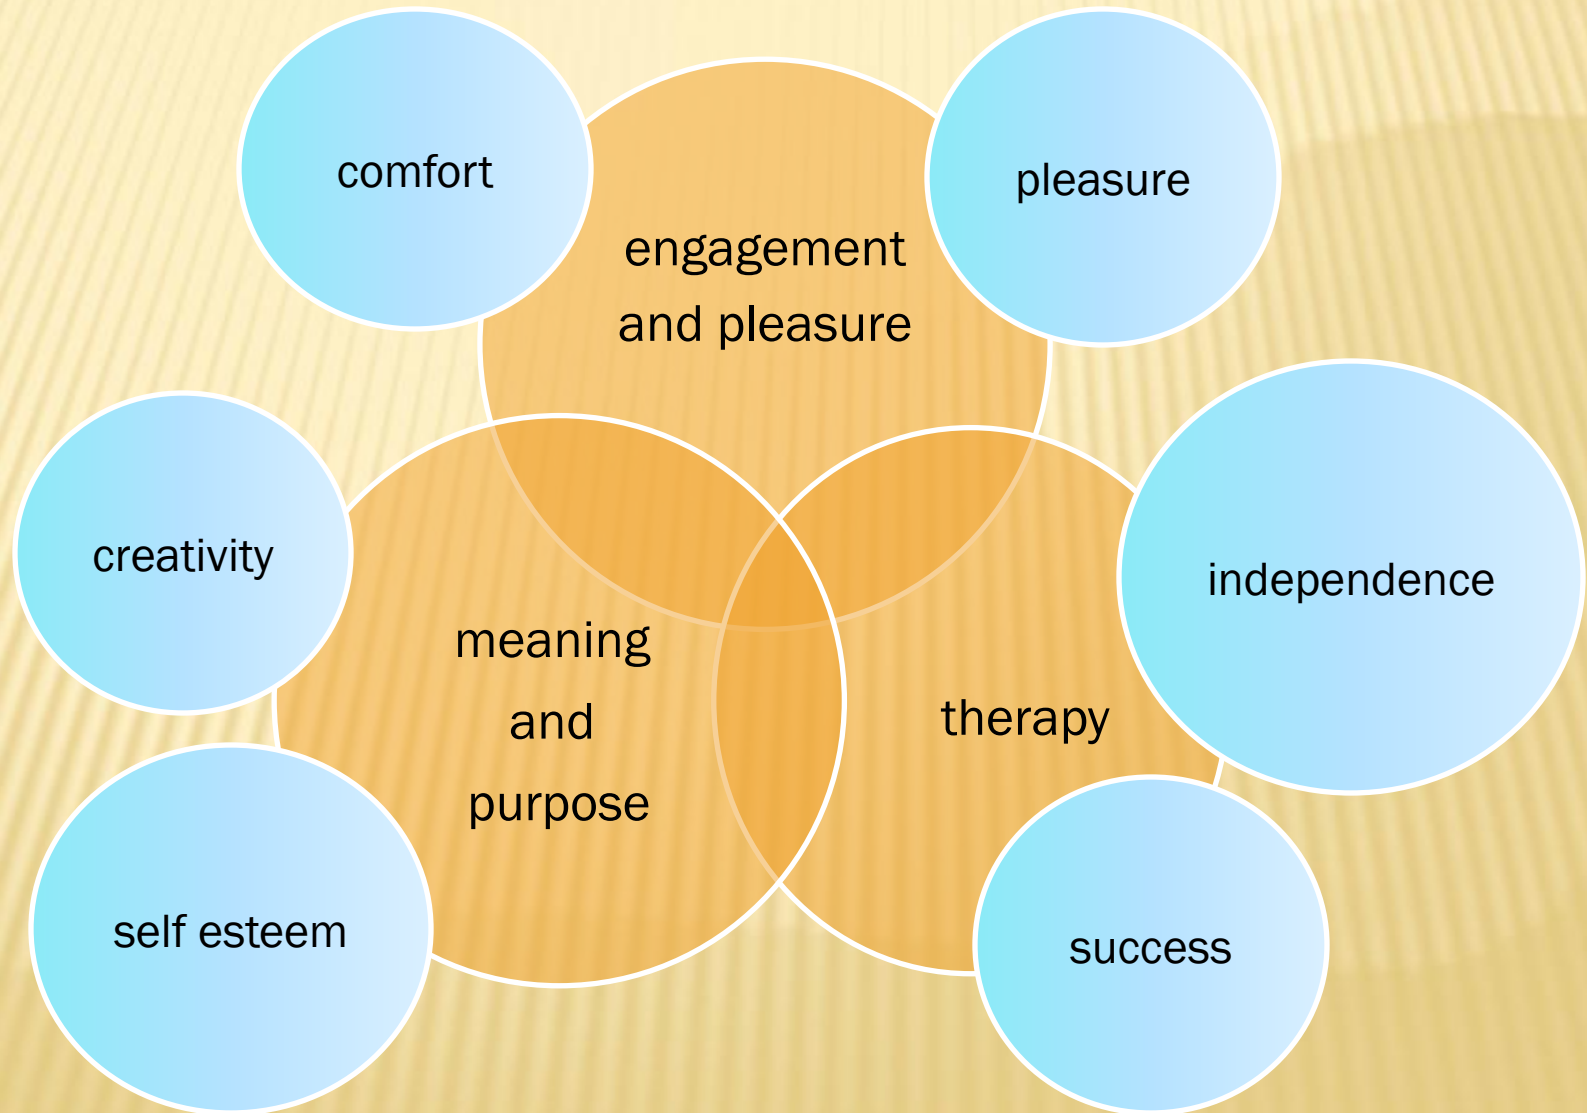 comfort
pleasure
engagement
and pleasure
creativity
independence
meaning
and
purpose
therapy
self esteem
success